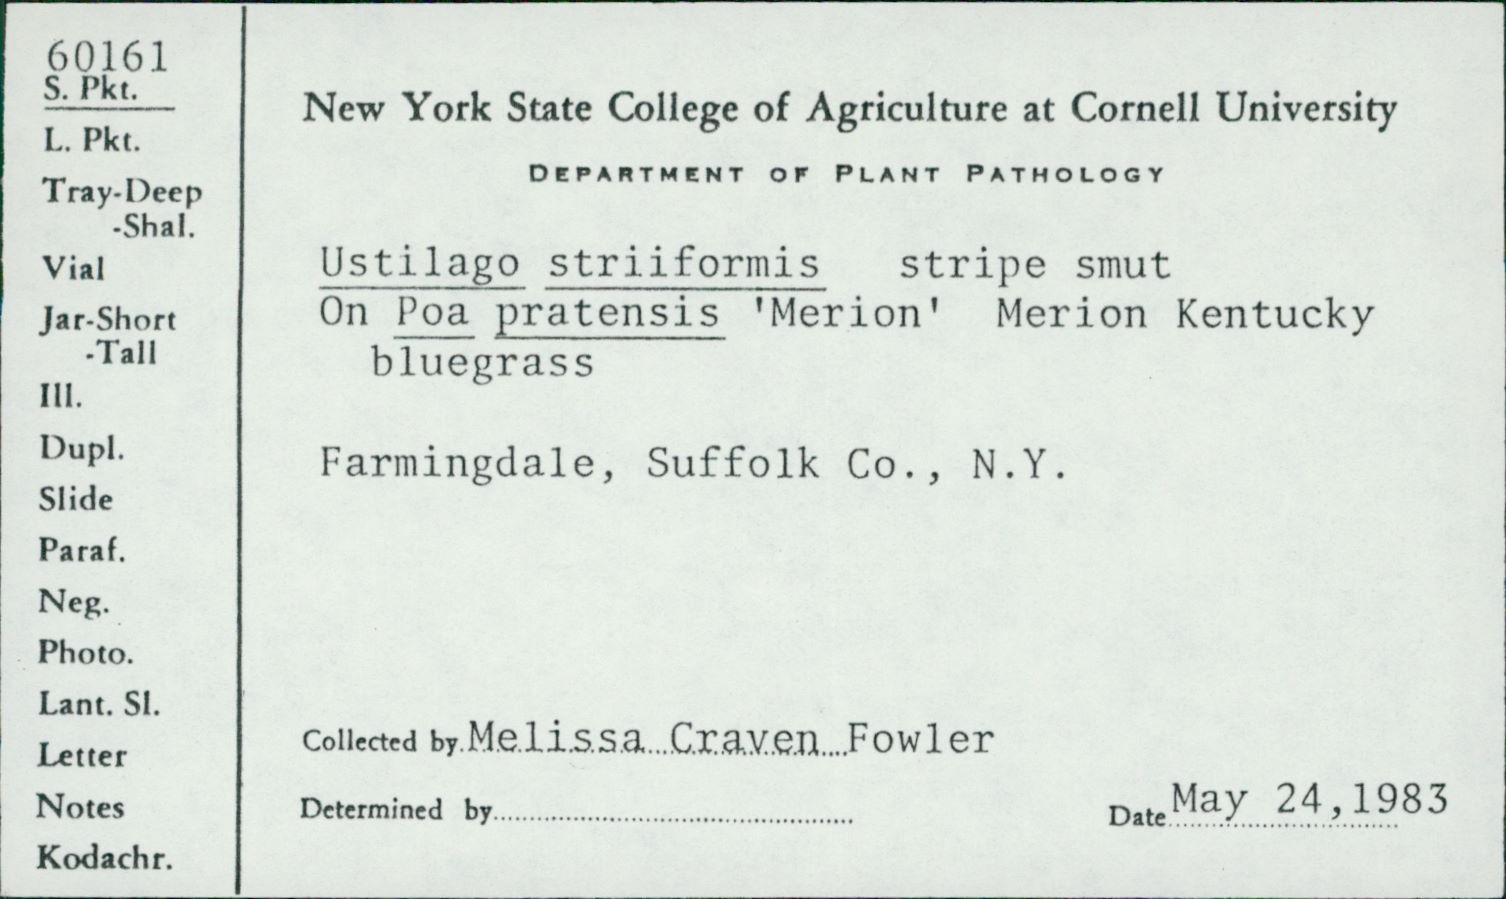 60161
S. Pkt.
L. Pkt.
Tray-Deep
-Shal.
Vial
Jar-Short
-Tall
Ill.
Dupl.
Slide
Paraf.
Neg.
Photo.
Lant. Sl.
Letter
Notes
Kodachr.
New York State College of Agriculture at Cornell University
DEPARTMENT OF PLANT PATHOLOGY
Ustilago striiformis stripe smut
On Poa pratensis 'Merion' Merion Kentucky
bluegrass
Farmingdale, Suffolk Co., N.Y.
Collected by Melissa Craven Fowler
Determined by
Date May 24,1983